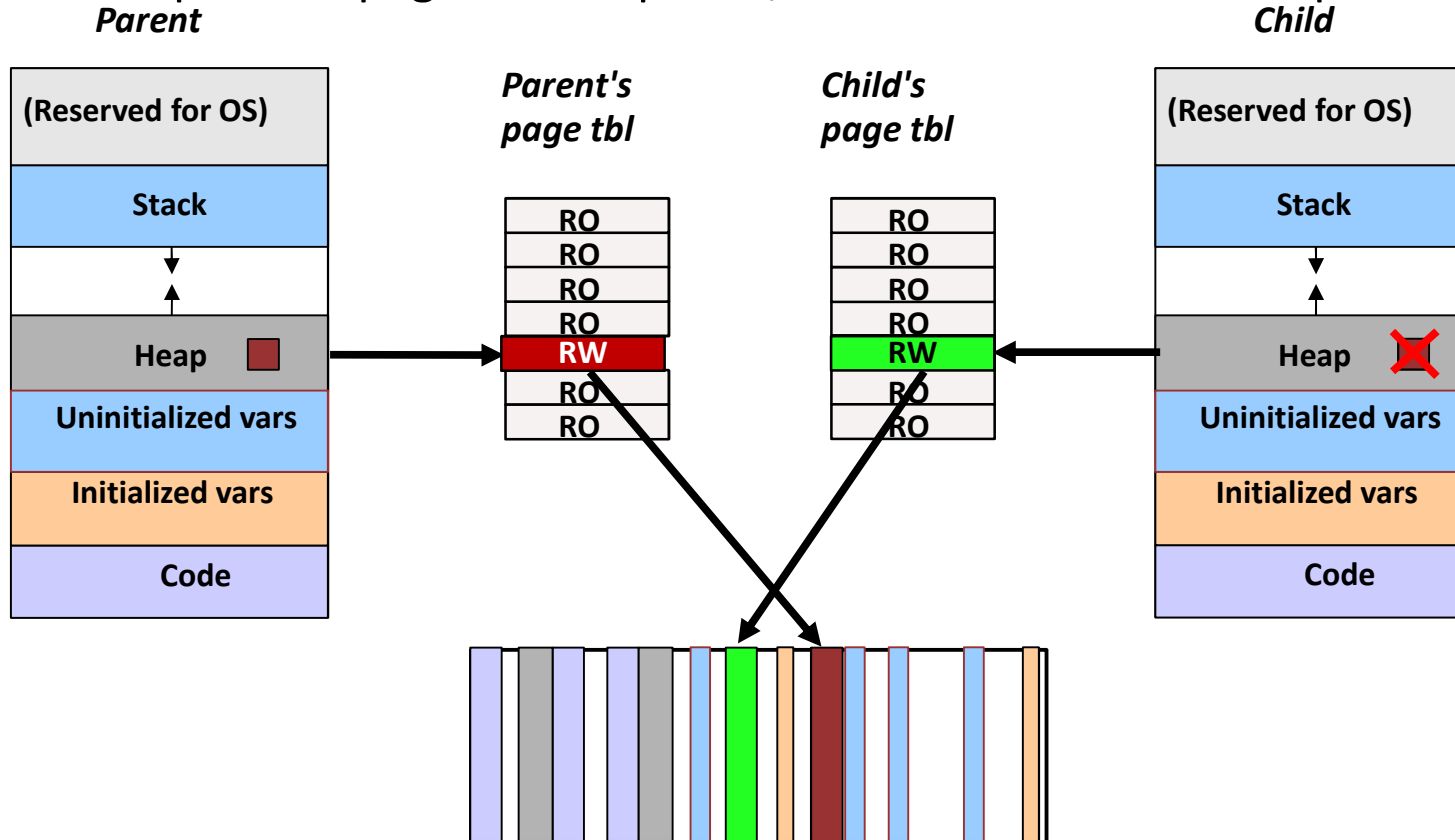 Parent
Child
(Reserved for OS)
Stack
Heap
Uninitialized vars
Initialized vars
Code
Parent's
page tbl
RO
RO
RO
RO
RW
RO
RO
Child's
page tbl
RO
RO
RO
RO
RW
RO
RO
(Reserved for OS)
Stack
Heap
Uninitialized vars
Initialized vars
Code